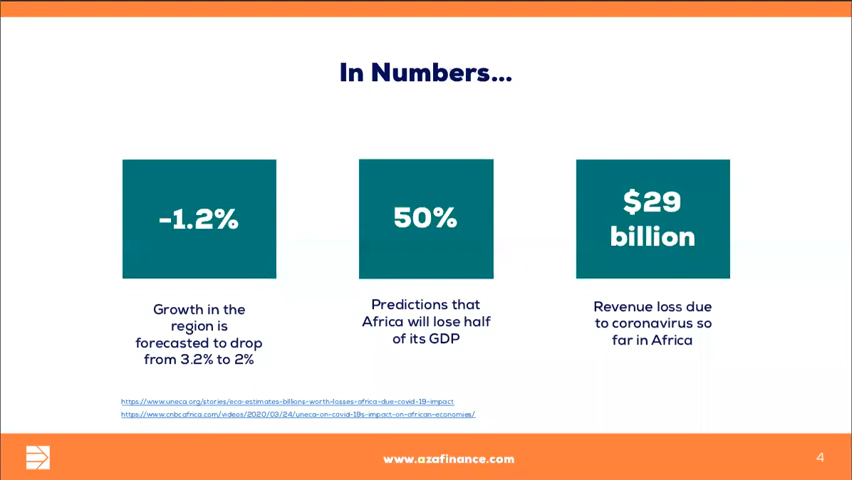 In Numbers...
-1.2%
Growth in the
region is
forecasted to drop
from 3.2% to 2%
50%
Predictions that
Africa will lose half
of its GDP
$29
billion
Revenue loss due
to coronavirus so
far in Africa
https://www.uneca.org/stories/eca-estimates-billions-worth-losses-africa-due-covid-19-impact
https://www.cnbcafrica.com/videos/2020/03/24/uneca-on-covid-19s-impact-on-african-economies/
www.azafinance.com
4